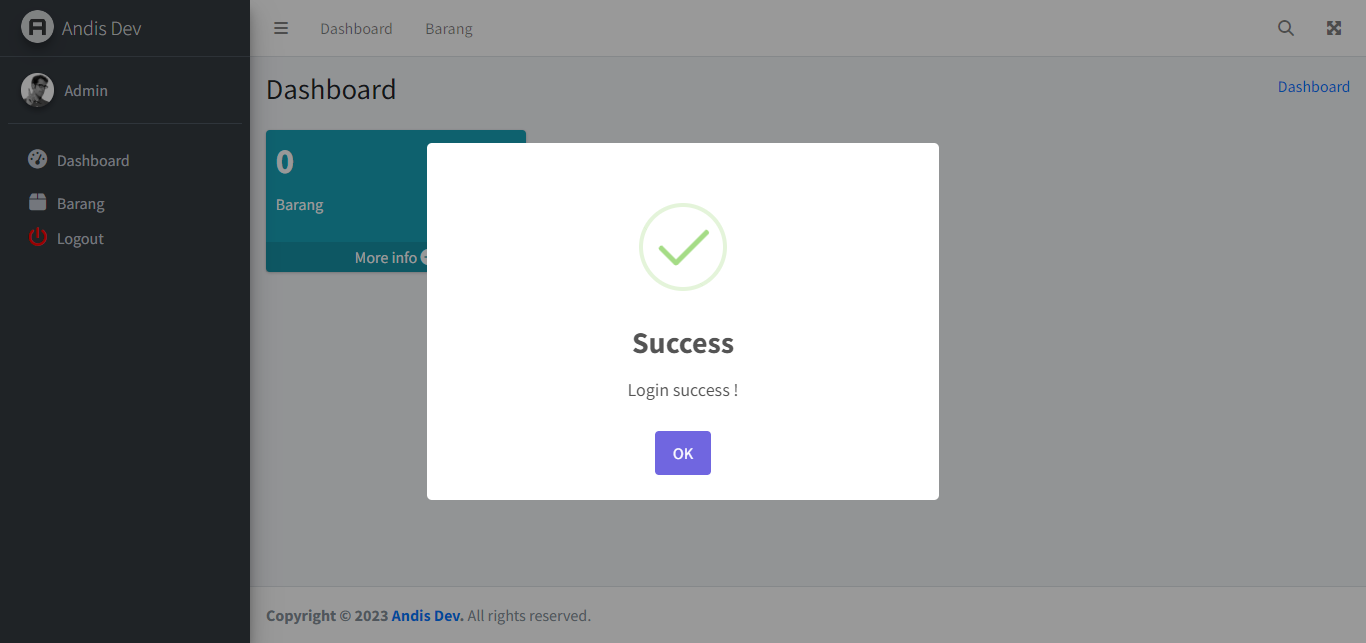 Andis Dev
Dashboard
Barang
Admin
Dashboard
Barang
Logout
Dashboard
Dashboard
0
Barang
More info
Success
Login success !
OK
Copyright © 2023 Andis Dev. All rights reserved.